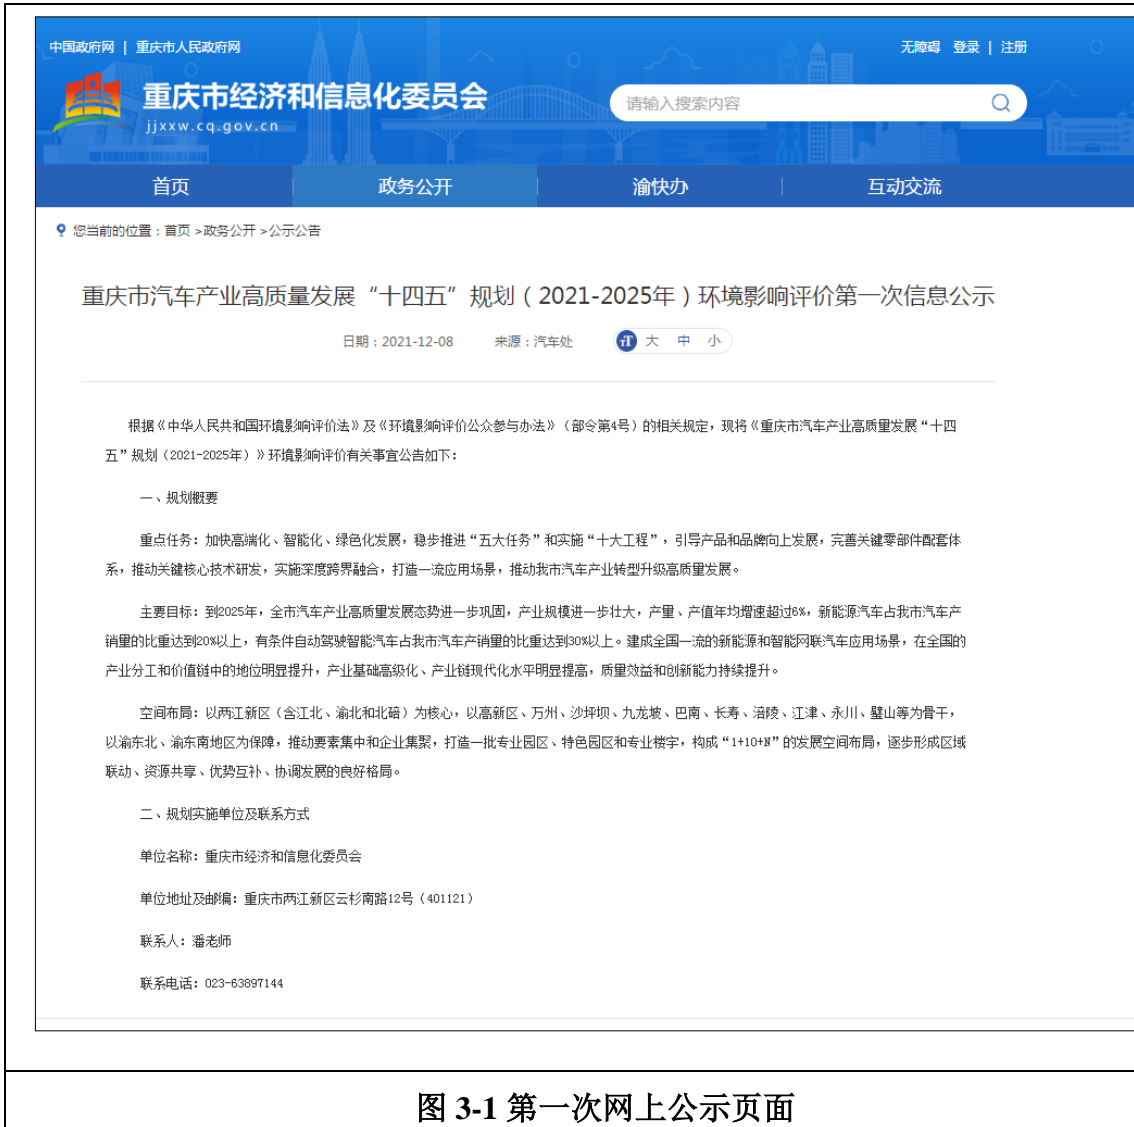 中国政府网 | 重庆市人民政府网
无障碍 登录 | 注册
重庆市经济和信息化委员会
jjxxw.cq.gov.cn
请输入搜索内容
首页 政务公开 渝快办 互动交流
您当前的位置：首页 >政务公开 >公示公告
重庆市汽车产业高质量发展“十四五”规划（2021-2025年）环境影响评价第一次信息公示
日期：2021-12-08 来源：汽车处 大 中 小
根据《中华人民共和国环境影响评价法》及《环境影响评价公众参与办法》（部令第4号）的相关规定，现将《重庆市汽车产业高质量发展“十四
五”规划（2021-2025年）》环境影响评价有关事宜公告如下：
一、规划概要
重点任务：加快高端化、智能化、绿色化发展，稳步推进“五大任务”和实施“十大工程”，引导产品和品牌向上发展，完善关键零部件配套体
系，推动关键核心技术研发，实施深度跨界融合，打造一流应用场景，推动我市汽车产业转型升级高质量发展。
主要目标：到2025年，全市汽车产业高质量发展态势进一步巩固，产业规模进一步壮大，产量、产值年均增速超过6%，新能源汽车占我市汽车产
销量的比重达到20%以上，有条件自动驾驶智能汽车占我市汽车产销量的比重达到30%以上。建成全国一流的新能源和智能网联汽车应用场景，在全国的
产业分工和价值链中的地位明显提升，产业基础高级化、产业链现代化水平明显提高，质量效益和创新能力持续提升。
空间布局：以两江新区（含江北、渝北和北碚）为核心，以高新区、万州、沙坪坝、九龙坡、巴南、长寿、涪陵、江津、永川、璧山等为骨干，
以渝东北、渝东南地区为保障，推动要素集中和企业集聚，打造一批专业园区、特色园区和专业楼宇，构成“1+10+N”的发展空间布局，逐步形成区域
联动、资源共享、优势互补、协调发展的良好格局。
二、规划实施单位及联系方式
单位名称：重庆市经济和信息化委员会
单位地址及邮编：重庆市两江新区云杉南路12号（401121）
联系人：潘老师
联系电话：023-63897144
图 3-1 第一次网上公示页面